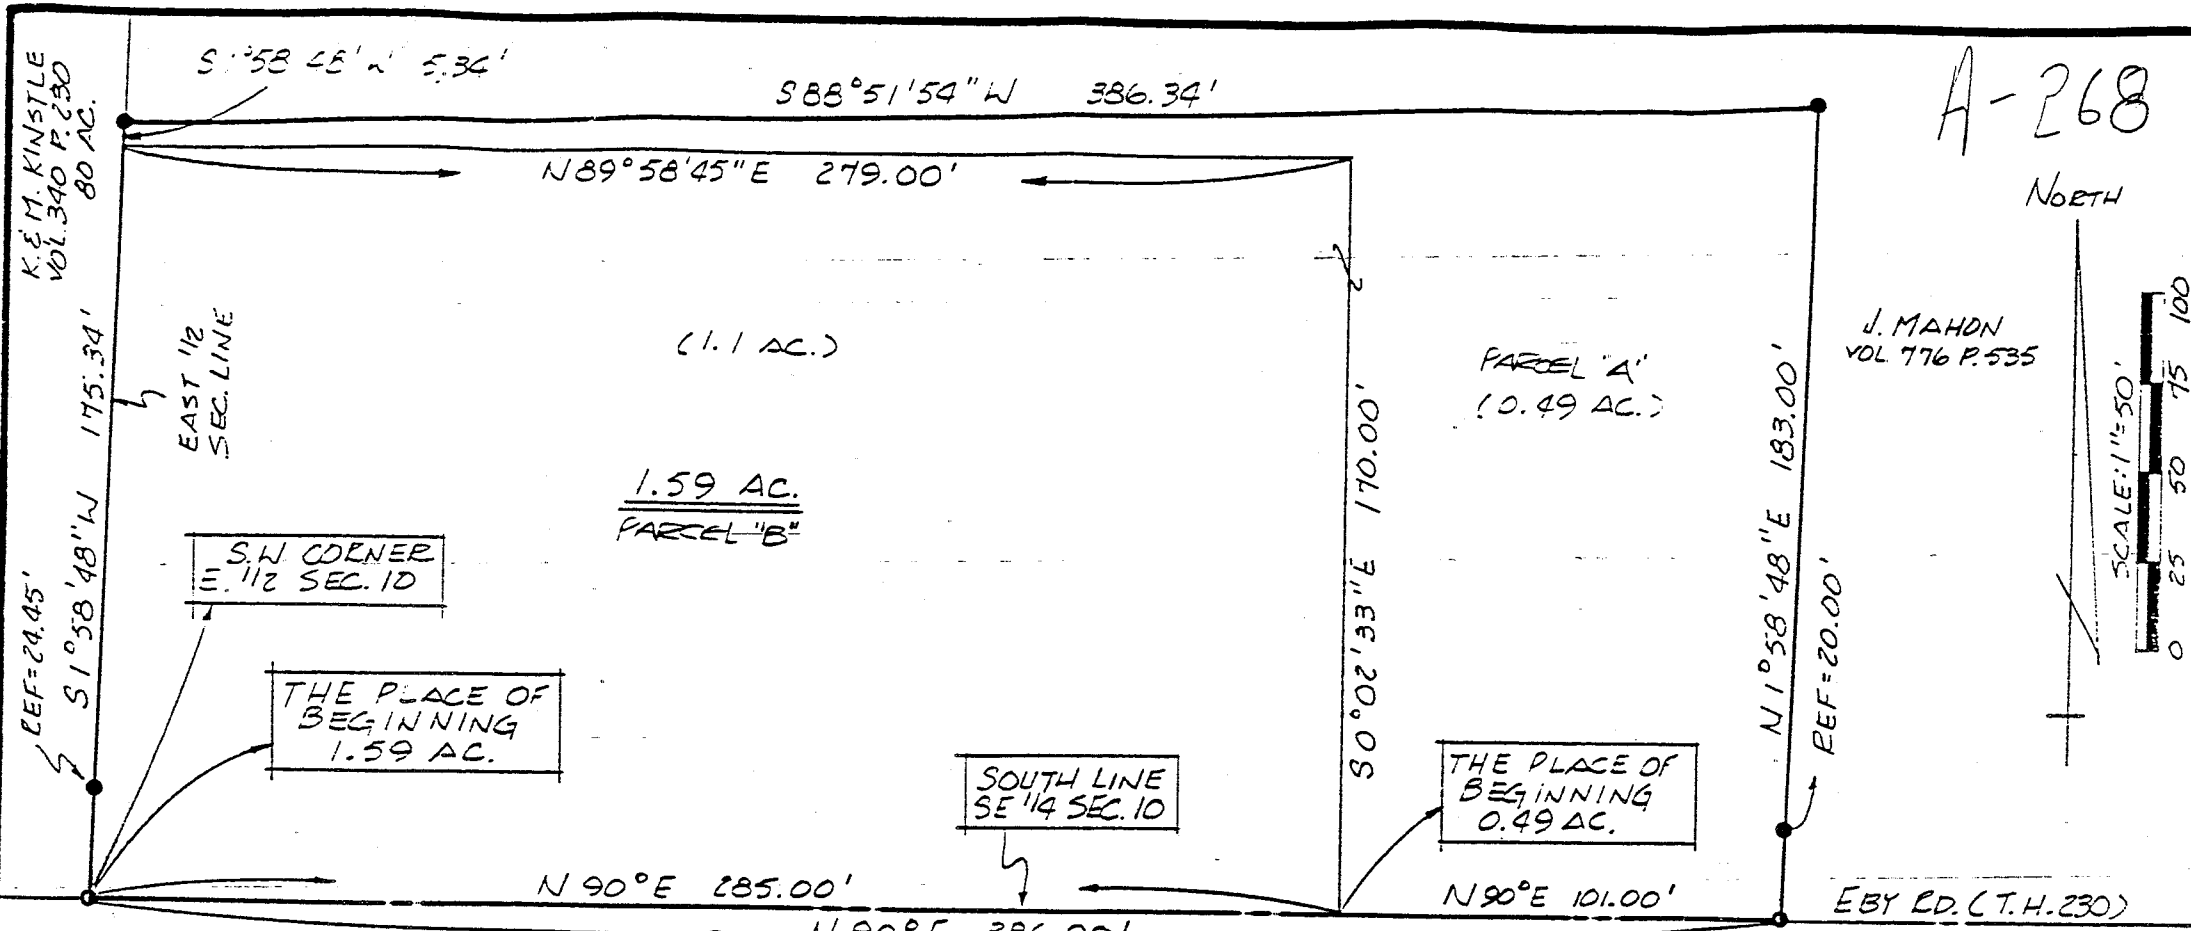 A-268
K. & M. KINSTLE
VOL. 340 P. 230
80 AC.
5.34'
S88°51'54"W 386.34'
N89°58'45"E 279.00'
NORTH
(1.1 AC.)
EAST 1/2
SEC. LINE
S1°58'48"W 175.34'
REF=24.45'
1.59 AC.
PARCEL "B"
S.W CORNER
E. 1/2 SEC. 10
THE PLACE OF
BEGINNING
1.59 AC.
S0°02'33"E 170.00'
PARCEL "A"
(0.49 AC.)
N1°58'48"E 183.00'
REF=20.00'
J. MAHON
VOL 776 P. 535
SCALE: 1"=50'
0 25 50 75 100
SOUTH LINE
SE 1/4 SEC. 10
THE PLACE OF
BEGINNING
0.49 AC.
N90°E 285.00'
N90°E 101.00'
EBY RD. (T.H. 230)